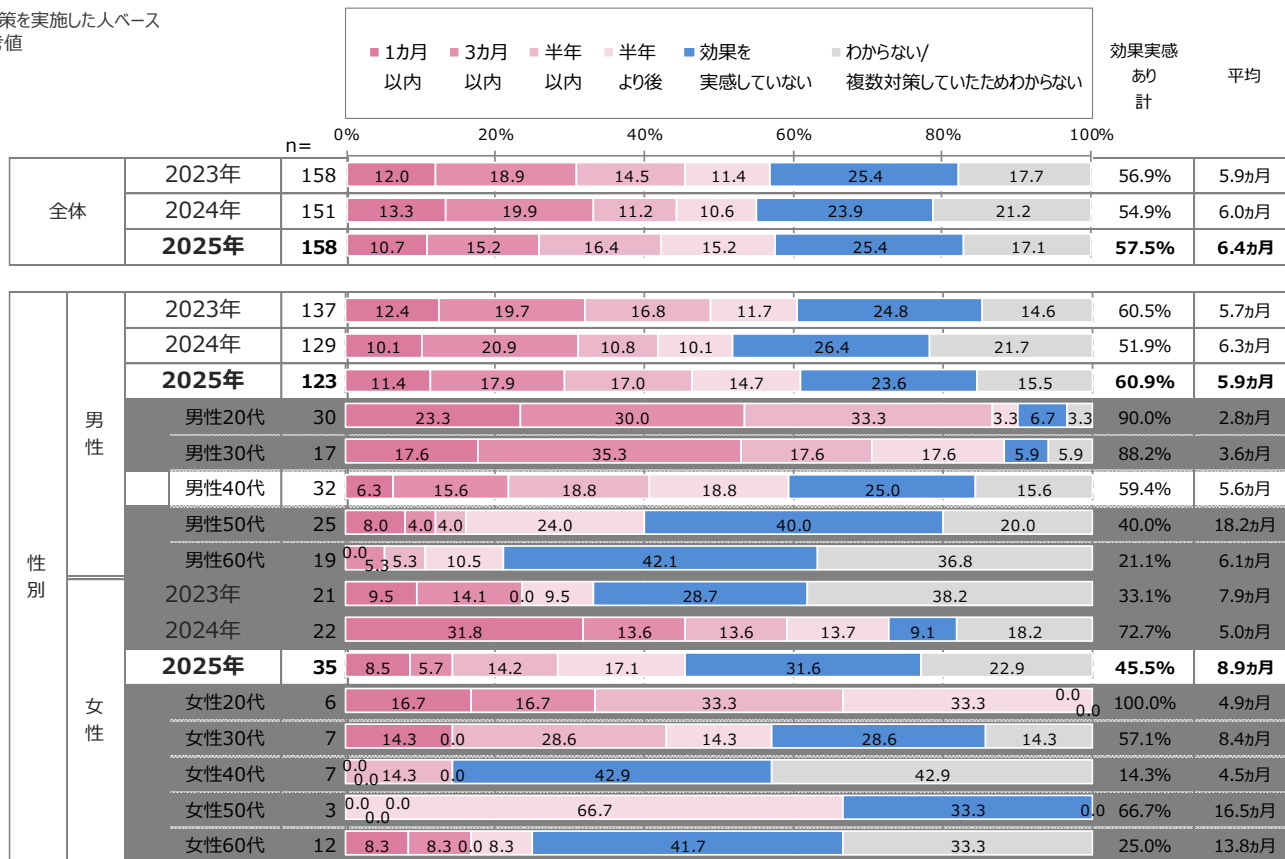 策を実施した人ベース
値
1カ月以内
3カ月以内
半年以内
半年より後
効果を実感していない
わからない/複数対策していたためわからない
効果実感あり計
平均
n=
0% 20% 40% 60% 80% 100%
全体
2023年 158 12.0 18.9 14.5 11.4 25.4 17.7 56.9% 5.9ヵ月
2024年 151 13.3 19.9 11.2 10.6 23.9 21.2 54.9% 6.0ヵ月
2025年 158 10.7 15.2 16.4 15.2 25.4 17.1 57.5% 6.4ヵ月
性別
男性
2023年 137 12.4 19.7 16.8 11.7 24.8 14.6 60.5% 5.7ヵ月
2024年 129 10.1 20.9 10.8 10.1 26.4 21.7 51.9% 6.3ヵ月
2025年 123 11.4 17.9 17.0 14.7 23.6 15.5 60.9% 5.9ヵ月
男性20代 30 23.3 30.0 33.3 3.3 6.7 3.3 90.0% 2.8ヵ月
男性30代 17 17.6 35.3 17.6 17.6 5.9 5.9 88.2% 3.6ヵ月
男性40代 32 6.3 15.6 18.8 18.8 25.0 15.6 59.4% 5.6ヵ月
男性50代 25 8.0 4.0 4.0 24.0 40.0 20.0 40.0% 18.2ヵ月
男性60代 19 0.0 5.3 5.3 10.5 42.1 36.8 21.1% 6.1ヵ月
女性
2023年 21 9.5 14.1 0.0 9.5 28.7 38.2 33.1% 7.9ヵ月
2024年 22 31.8 13.6 13.6 13.7 9.1 18.2 72.7% 5.0ヵ月
2025年 35 8.5 5.7 14.2 17.1 31.6 22.9 45.5% 8.9ヵ月
女性20代 6 16.7 16.7 33.3 33.3 0.0 0.0 100.0% 4.9ヵ月
女性30代 7 14.3 0.0 28.6 14.3 28.6 14.3 57.1% 8.4ヵ月
女性40代 7 0.0 0.0 14.3 0.0 42.9 42.9 14.3% 4.5ヵ月
女性50代 3 0.0 0.0 0.0 66.7 33.3 0.0 66.7% 16.5ヵ月
女性60代 12 8.3 8.3 0.0 8.3 41.7 33.3 25.0% 13.8ヵ月